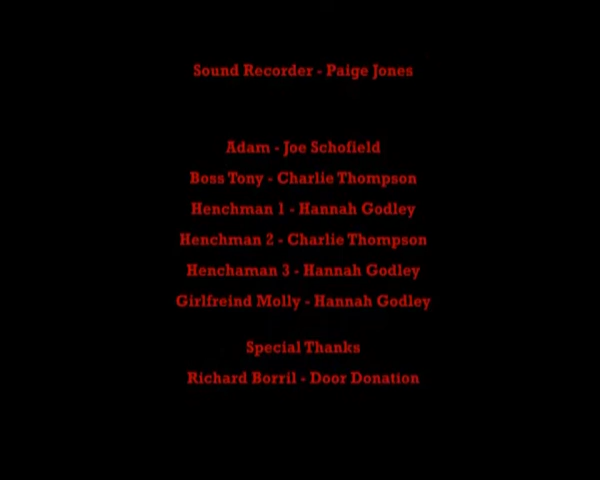 Sound Recorder - Paige Jones
Adam - Joe Schofield
Boss Tony - Charlie Thompson
Henchman 1 - Hannah Godley
Henchman 2 - Charlie Thompson
Henchaman 3 - Hannah Godley
Girlfreind Molly - Hannah Godley
Special Thanks
Richard Borril - Door Donation